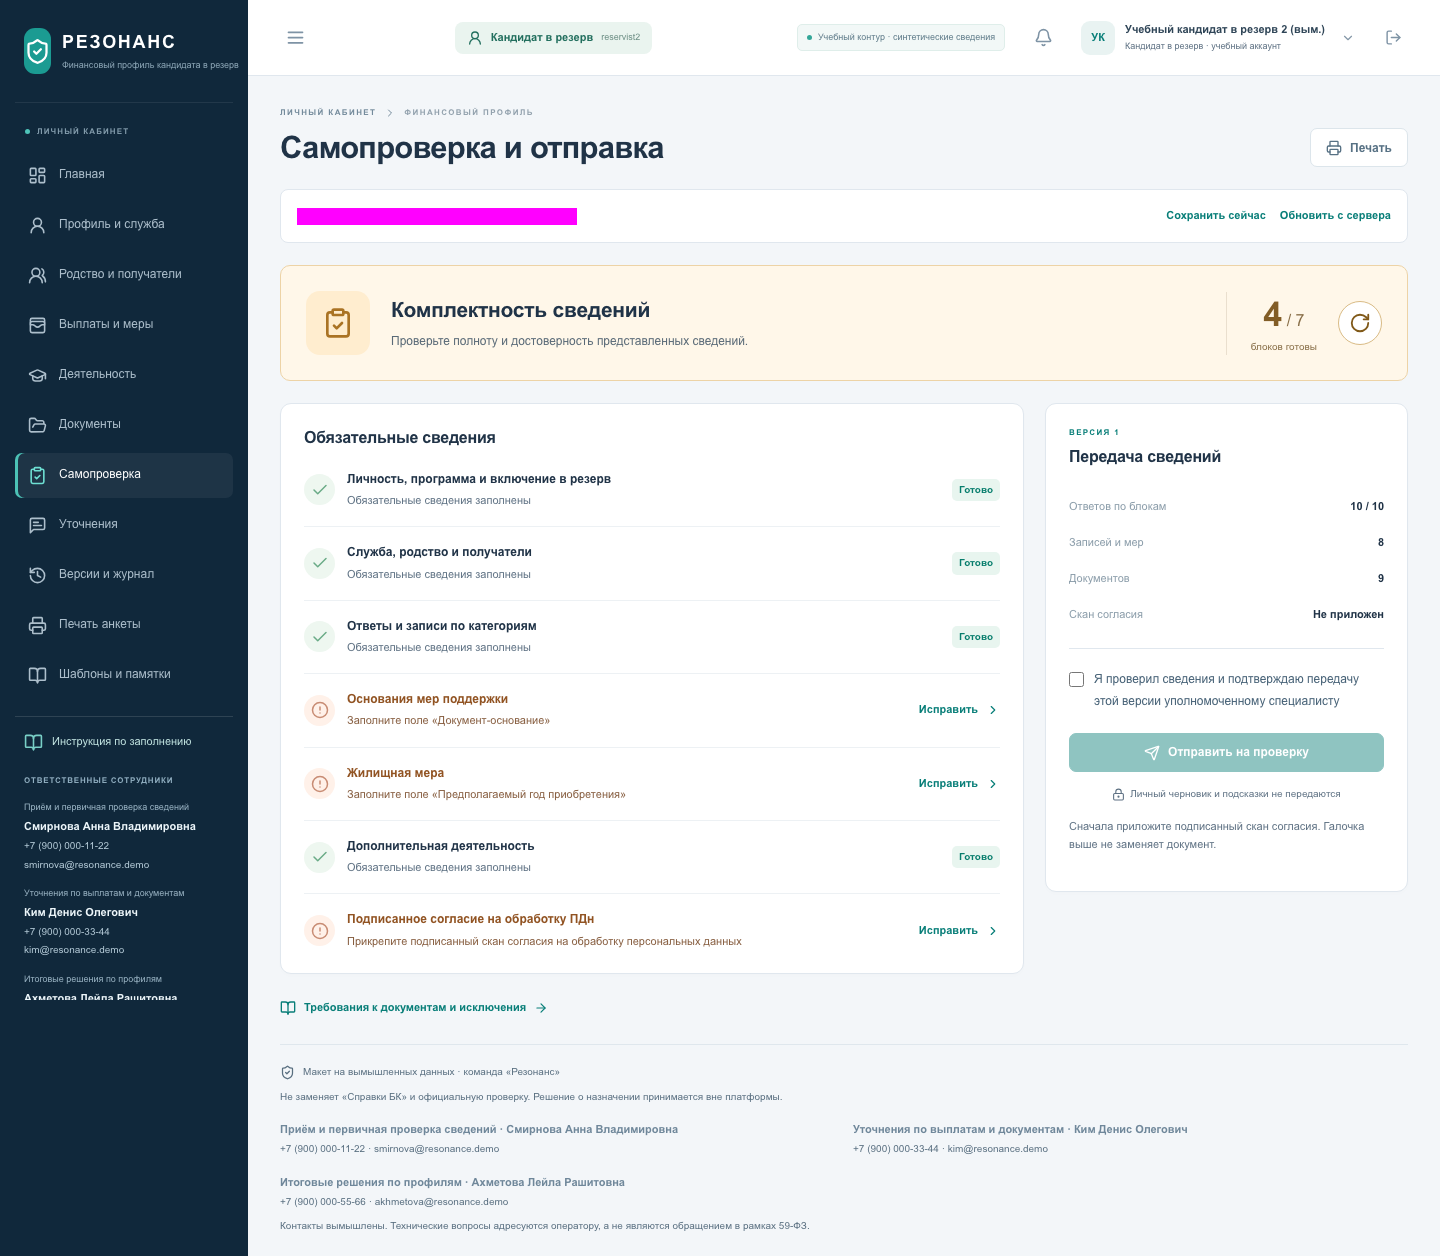 РЕЗОНАНС
Финансовый профиль кандидата в резерв
ЛИЧНЫЙ КАБИНЕТ
Главная
Профиль и служба
Родство и получатели
Выплаты и меры
Деятельность
Документы
Самопроверка
Уточнения
Версии и журнал
Печать анкеты
Шаблоны и памятки
Инструкция по заполнению
ОТВЕТСТВЕННЫЕ СОТРУДНИКИ
Приём и первичная проверка сведений
Смирнова Анна Владимировна
+7 (900) 000-11-22
smirnova@resonance.demo
Уточнения по выплатам и документам
Ким Денис Олегович
+7 (900) 000-33-44
kim@resonance.demo
Итоговые решения по профилям
Ахметова Лейла Рашитовна
Кандидат в резерв reservist2
Учебный контур · синтетические сведения
УК
Учебный кандидат в резерв 2 (вым.)
Кандидат в резерв · учебный аккаунт
ЛИЧНЫЙ КАБИНЕТ > ФИНАНСОВЫЙ ПРОФИЛЬ
Самопроверка и отправка
Печать
Сохранить сейчас Обновить с сервера
Комплектность сведений
Проверьте полноту и достоверность представленных сведений.
4 / 7
блоков готовы
Обязательные сведения
Личность, программа и включение в резерв
Обязательные сведения заполнены
Готово
Служба, родство и получатели
Обязательные сведения заполнены
Готово
Ответы и записи по категориям
Обязательные сведения заполнены
Готово
Основания мер поддержки
Заполните поле «Документ-основание»
Исправить
Жилищная мера
Заполните поле «Предполагаемый год приобретения»
Исправить
Дополнительная деятельность
Обязательные сведения заполнены
Готово
Подписанное согласие на обработку ПДн
Прикрепите подписанный скан согласия на обработку персональных данных
Исправить
ВЕРСИЯ 1
Передача сведений
Ответов по блокам 10 / 10
Записей и мер 8
Документов 9
Скан согласия Не приложен
Я проверил сведения и подтверждаю передачу
этой версии уполномоченному специалисту
Отправить на проверку
Личный черновик и подсказки не передаются
Сначала приложите подписанный скан согласия. Галочка
выше не заменяет документ.
Требования к документам и исключения
Макет на вымышленных данных · команда «Резонанс»
Не заменяет «Справки БК» и официальную проверку. Решение о назначении принимается вне платформы.
Приём и первичная проверка сведений · Смирнова Анна Владимировна
+7 (900) 000-11-22 · smirnova@resonance.demo
Уточнения по выплатам и документам · Ким Денис Олегович
+7 (900) 000-33-44 · kim@resonance.demo
Итоговые решения по профилям · Ахметова Лейла Рашитовна
+7 (900) 000-55-66 · akhmetova@resonance.demo
Контакты вымышлены. Технические вопросы адресуются оператору, а не являются обращением в рамках 59-ФЗ.